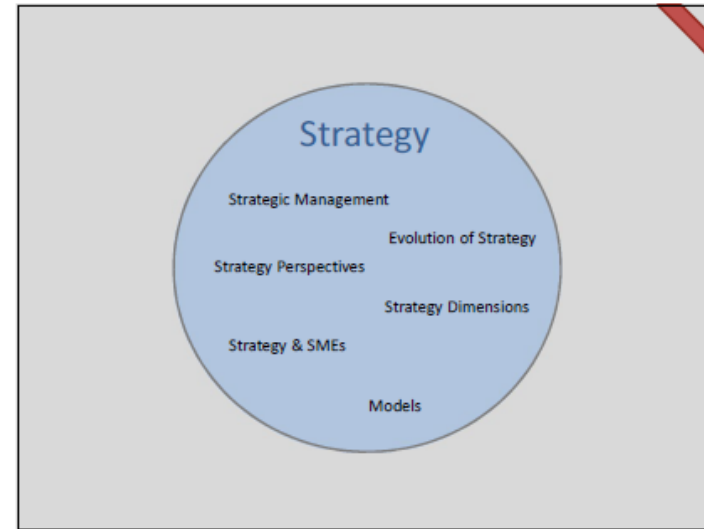 Strategy
Strategic Management
Evolution of Strategy
Strategy Perspectives
Strategy Dimensions
Strategy & SMEs
Models